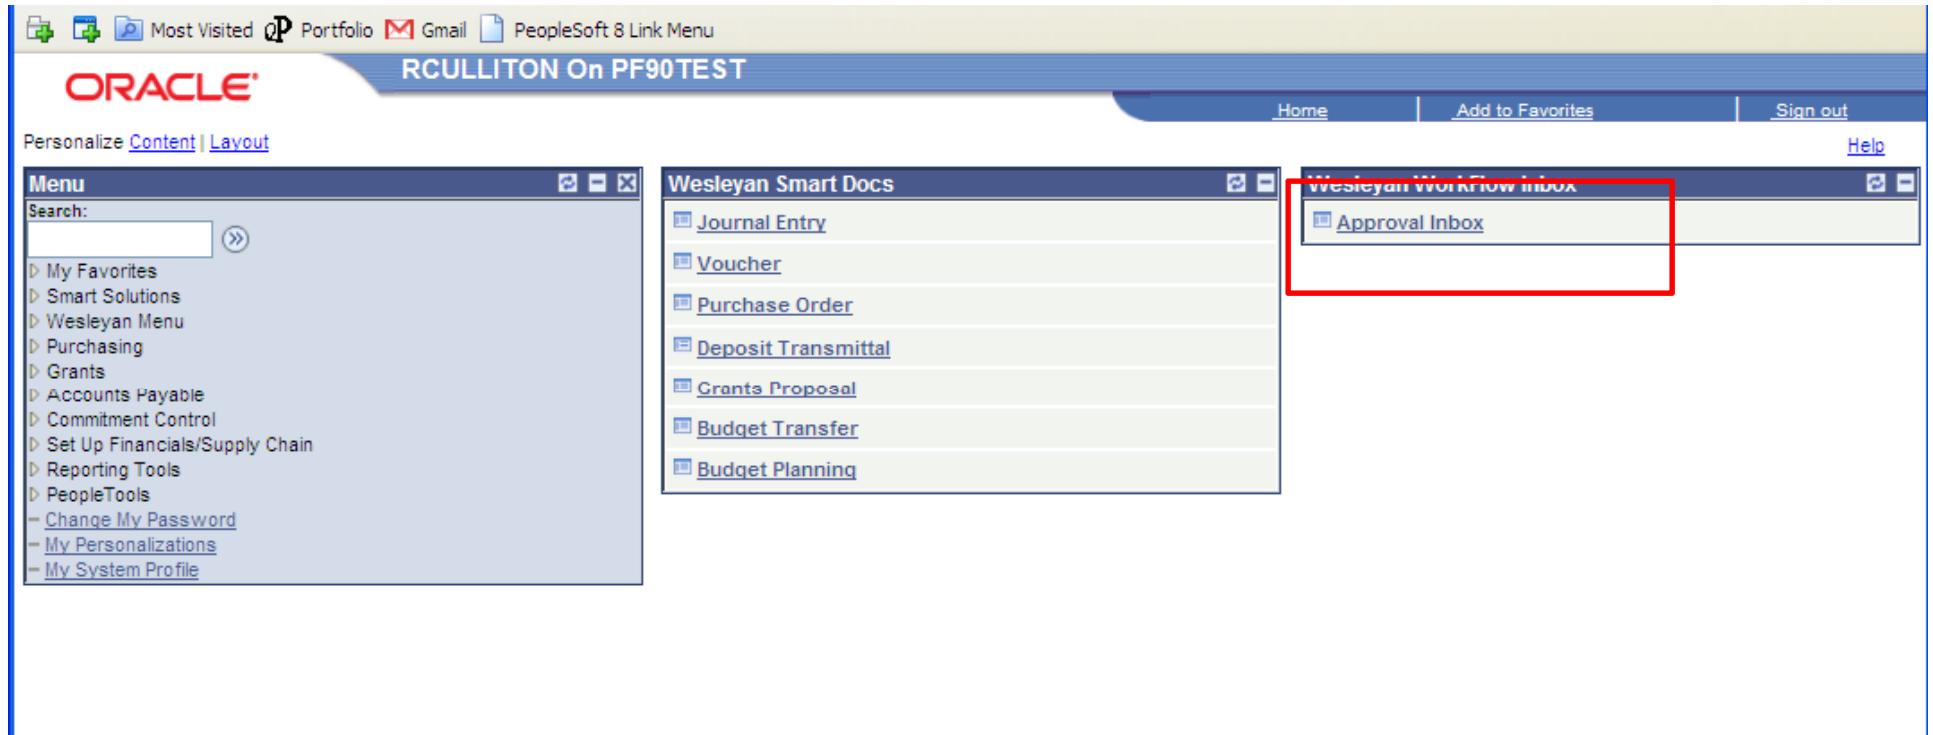 Most Visited Portfolio Gmail PeopleSoft 8 Link Menu
ORACLE
RCULLITON On PF90TEST
Home Add to Favorites Sign out
Personalize Content | Layout
Help
Menu
Search:
My Favorites
Smart Solutions
Wesleyan Menu
Purchasing
Grants
Accounts Payable
Commitment Control
Set Up Financials/Supply Chain
Reporting Tools
PeopleTools
Change My Password
My Personalizations
My System Profile
Wesleyan Smart Docs
Journal Entry
Voucher
Purchase Order
Deposit Transmittal
Grants Proposal
Budget Transfer
Budget Planning
Wesleyan WorkFlow Inbox
Approval Inbox